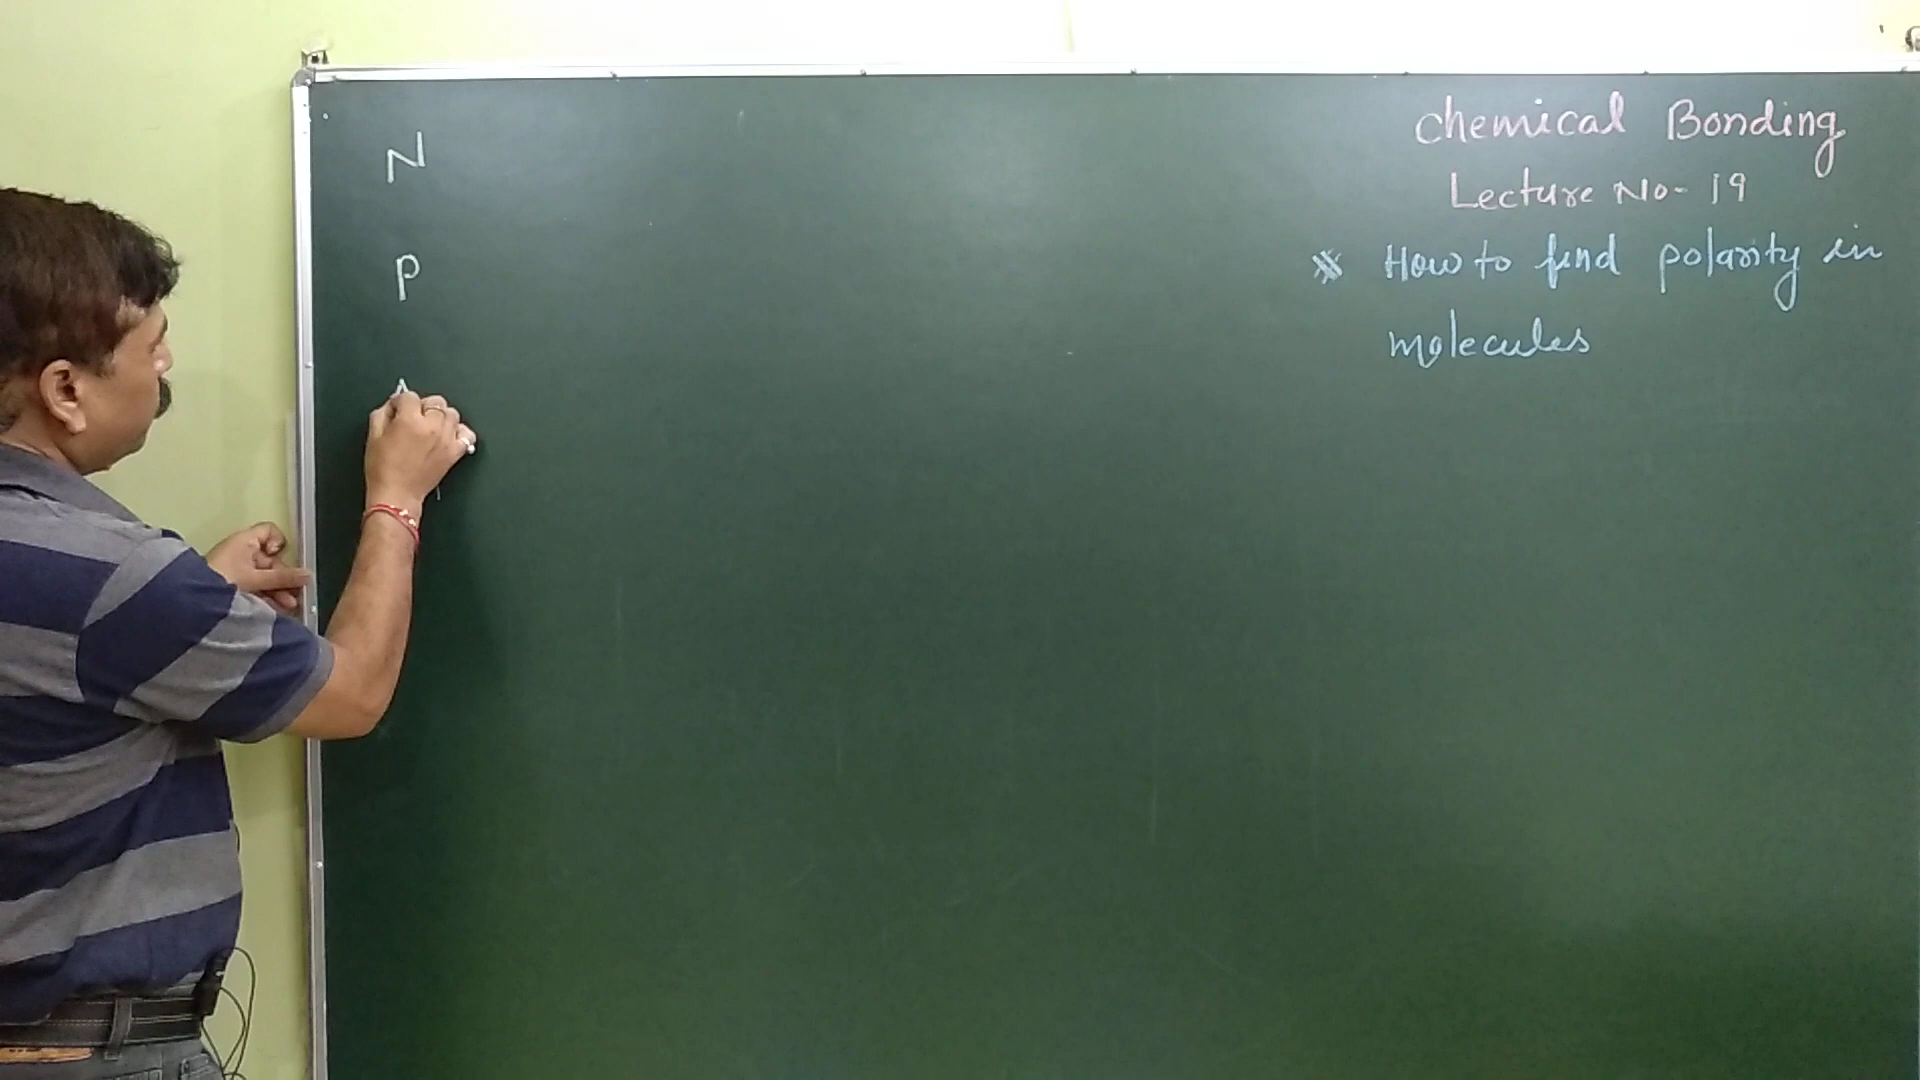 N
P
Chemical Bonding
Lecture No- 19
* How to find polarity in
molecules